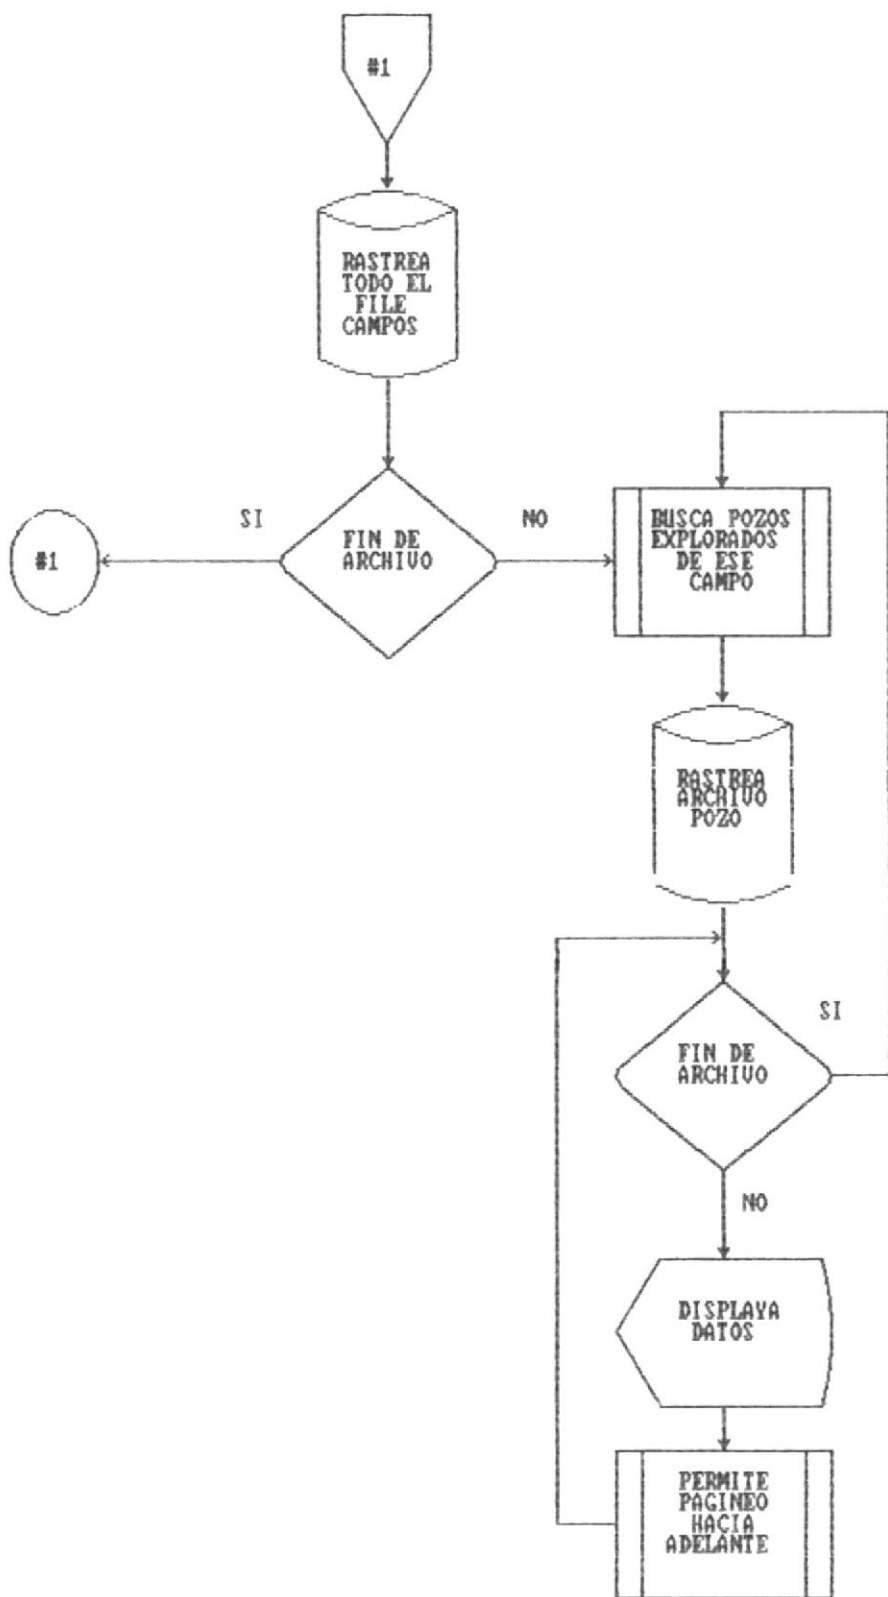 #1
RASTREA
TODO EL
FILE
CAMPOS
SI
FIN DE
ARCHIVO
NO
#1
BUSCA POZOS
EXPLORADOS
DE ESE
CAMPO
RASTREA
ARCHIVO
POZO
SI
FIN DE
ARCHIVO
NO
DISPLAYA
DATOS
PERMITE
PAGINEO
HACIA
ADELANTE